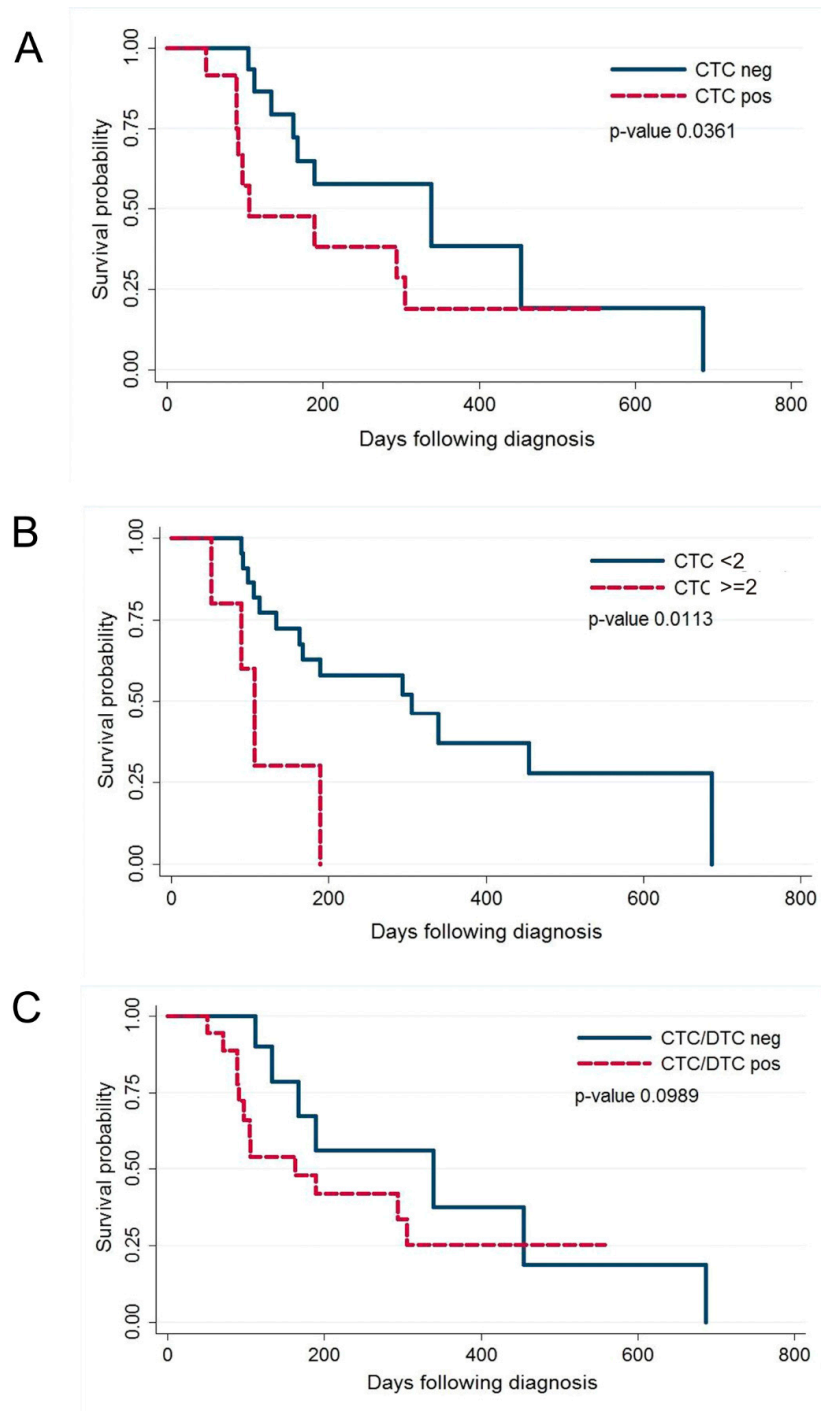 A
1.00
0.75
0.50
0.25
0.00
Survival probability
CTC neg
CTC pos
p-value 0.0361
0 200 400 600 800
Days following diagnosis
B
1.00
0.75
0.50
0.25
0.00
Survival probability
CTC <2
CTC >=2
p-value 0.0113
0 200 400 600 800
Days following diagnosis
C
1.00
0.75
0.50
0.25
0.00
Survival probability
CTC/DTC neg
CTC/DTC pos
p-value 0.0989
0 200 400 600 800
Days following diagnosis